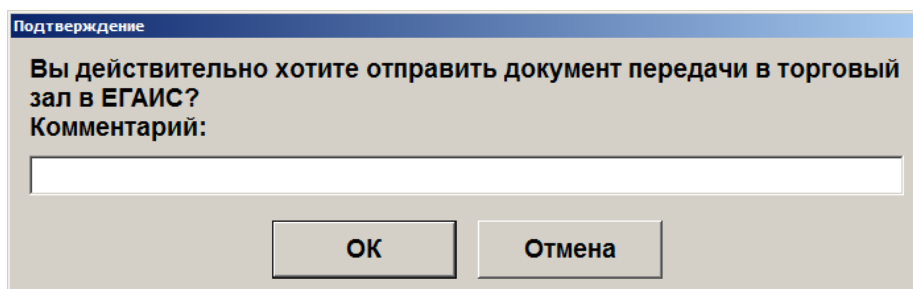 Подтверждение
Вы действительно хотите отправить документ передачи в торговый
зал в ЕГАИС?
Комментарий:
ОК
Отмена